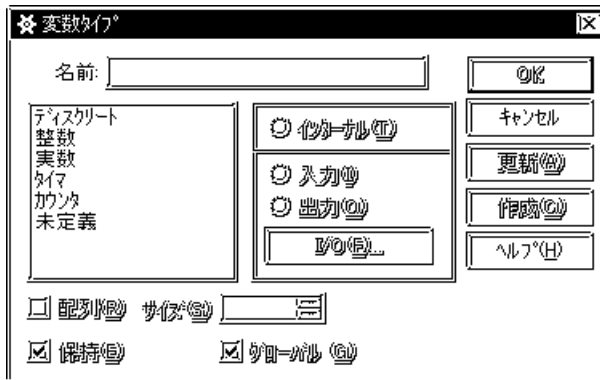 変数ﾀｲﾌﾟ
名前:
OK
ﾃﾞｨｽｸﾘｰﾄ
整数
実数
ﾀｲﾏ
ｶｳﾝﾀ
未定義
ｲﾝﾀｰﾅﾙ(T)
入力(I)
出力(O)
I/O(F)...
ｷｬﾝｾﾙ
更新(A)
作成(C)
ﾍﾙﾌﾟ(H)
配列(R) ｻｲｽﾞ(S)
保持(E) ｸﾞﾛｰﾊﾞﾙ (G)